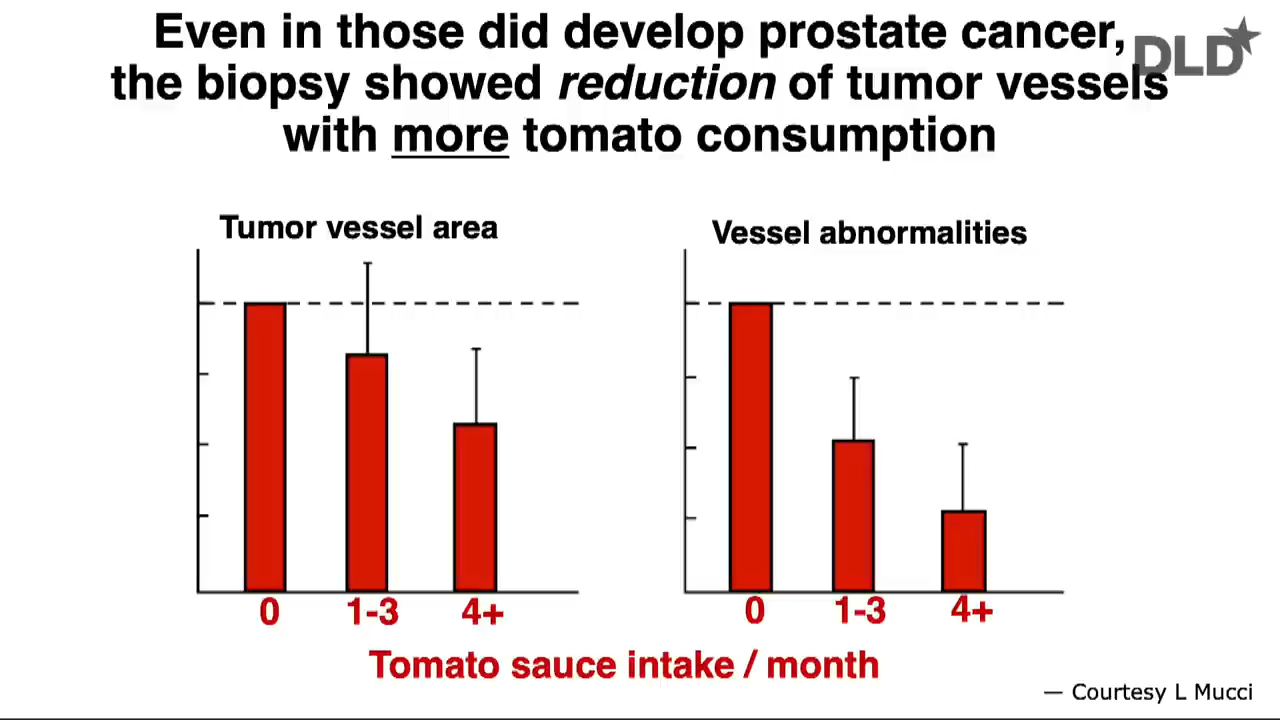 Even in those did develop prostate cancer,
the biopsy showed reduction of tumor vessels
with more tomato consumption
DLD
Tumor vessel area
Vessel abnormalities
0 1-3 4+
0 1-3 4+
Tomato sauce intake / month
— Courtesy L Mucci